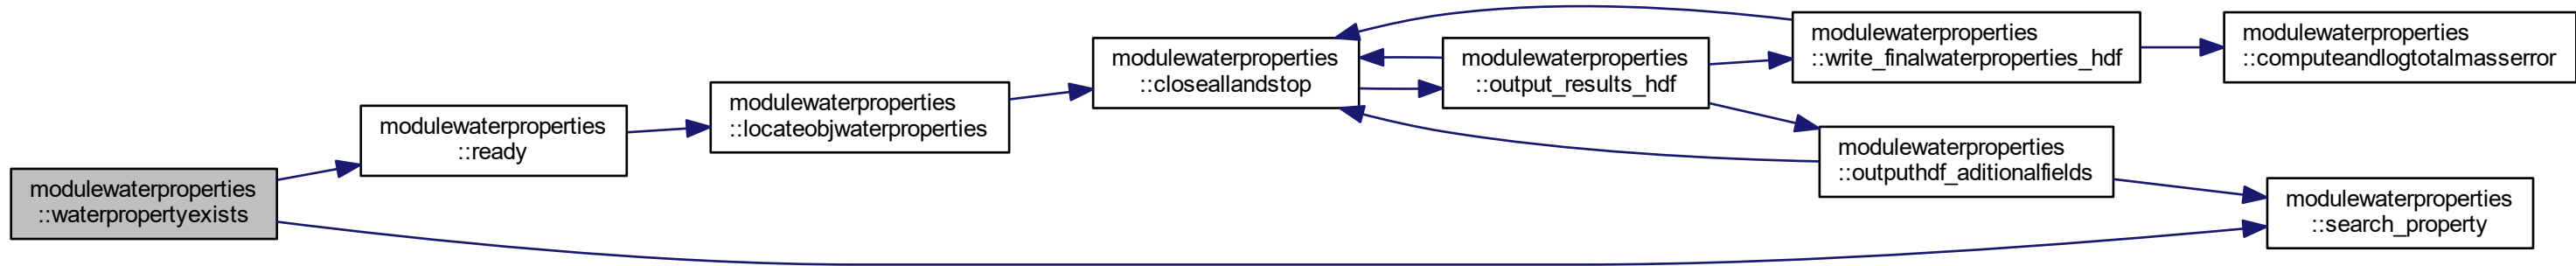 modulewaterproperties
::waterpropertyexists
modulewaterproperties
::ready
modulewaterproperties
::locateobjwaterproperties
modulewaterproperties
::closeallandstop
modulewaterproperties
::output_results_hdf
modulewaterproperties
::write_finalwaterproperties_hdf
modulewaterproperties
::computeandlogtotalmasserror
modulewaterproperties
::outputhdf_aditionalfields
modulewaterproperties
::search_property